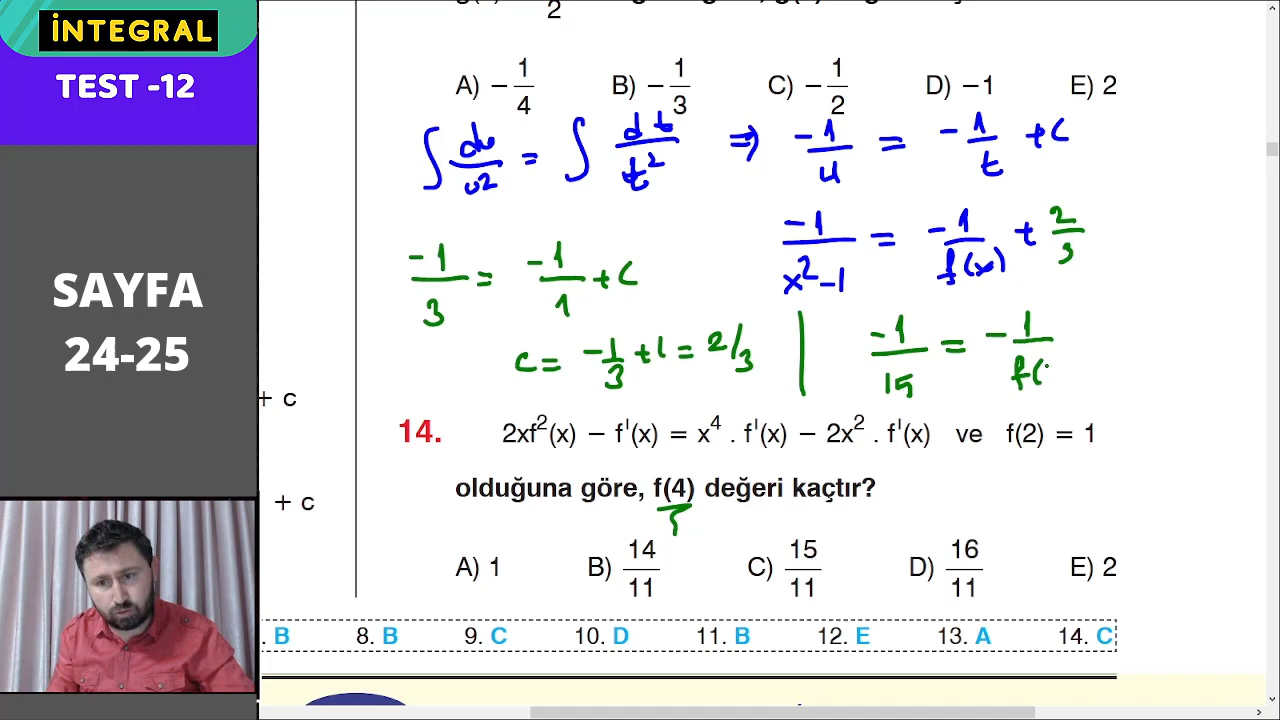 İNTEGRAL
TEST -12
SAYFA
24-25
2
A) −1/4 B) −1/3 C) −1/2 D) −1 E) 2
∫ du/u2 = ∫ dt/t² ⇒ −1/u = −1/t + c
−1/x²−1 = −1/f(x) + 2/3
−1/3 = −1/1 + c
c = −1/3 + 1 = 2/3 | −1/15 = −1/f(
+ c
14. 2xf²(x) − f'(x) = x⁴ . f'(x) − 2x² . f'(x) ve f(2) = 1
olduğuna göre, f(4) değeri kaçtır?
+ c
A) 1 B) 14/11 C) 15/11 D) 16/11 E) 2
. B 8. B 9. C 10. D 11. B 12. E 13. A 14. C